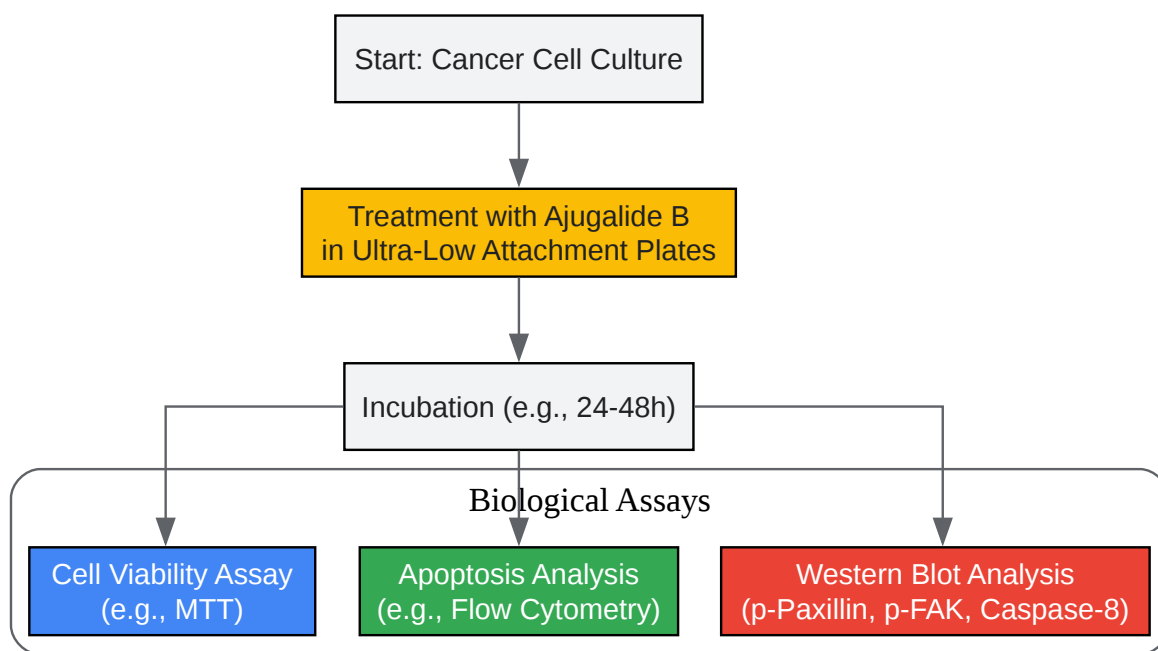 Start: Cancer Cell Culture
Treatment with Ajugalide B
in Ultra-Low Attachment Plates
Incubation (e.g., 24-48h)
Biological Assays
Cell Viability Assay
(e.g., MTT)
Apoptosis Analysis
(e.g., Flow Cytometry)
Western Blot Analysis
(p-Paxillin, p-FAK, Caspase-8)